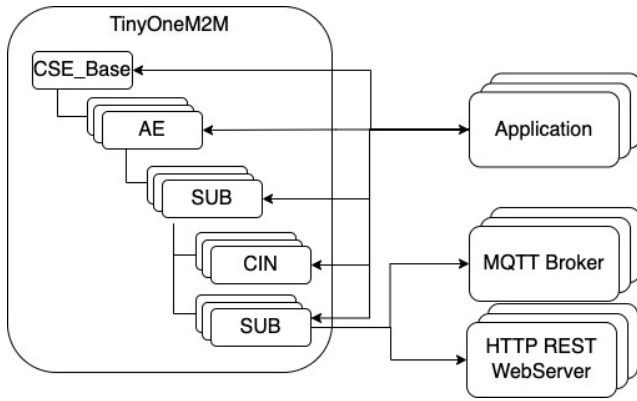 TinyOneM2M
CSE_Base
AE
Application
SUB
CIN
MQTT Broker
SUB
HTTP REST
WebServer